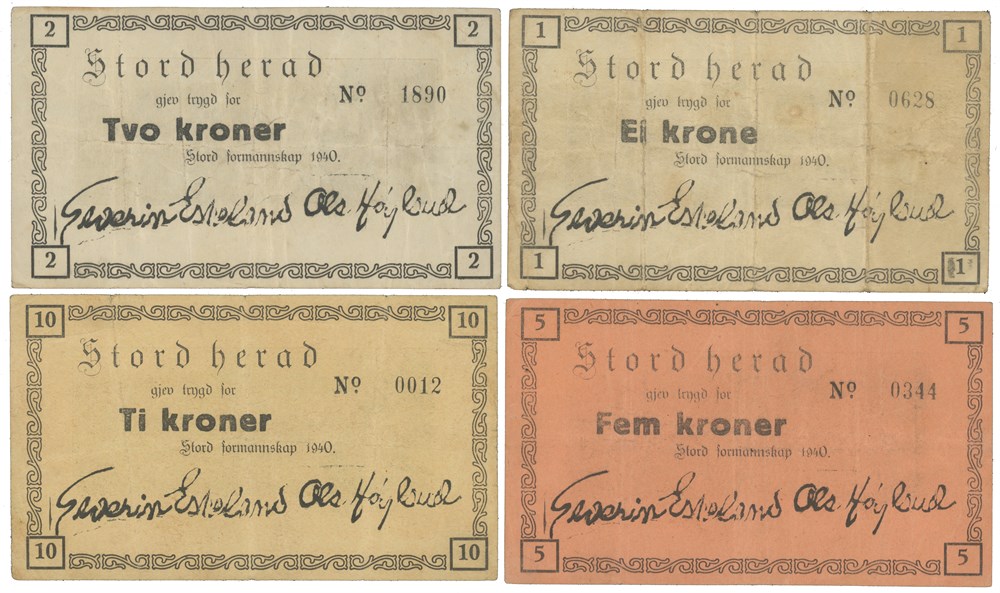 2 2
Stord herad
gjev trygd for Nº 1890
Tvo kroner
Stord formannskap 1940.
Severin Eskeland Ola Höyland
2 2
1 1
Stord herad
gjev trygd for Nº 0628
Ei krone
Stord formannskap 1940.
Severin Eskeland Ola Höyland
1 1
10 10
Stord herad
gjev trygd for Nº 0012
Ti kroner
Stord formannskap 1940.
Severin Eskeland Ola Höyland
10 10
5 5
Stord herad
gjev trygd for Nº 0344
Fem kroner
Stord formannskap 1940.
Severin Eskeland Ola Höyland
5 5